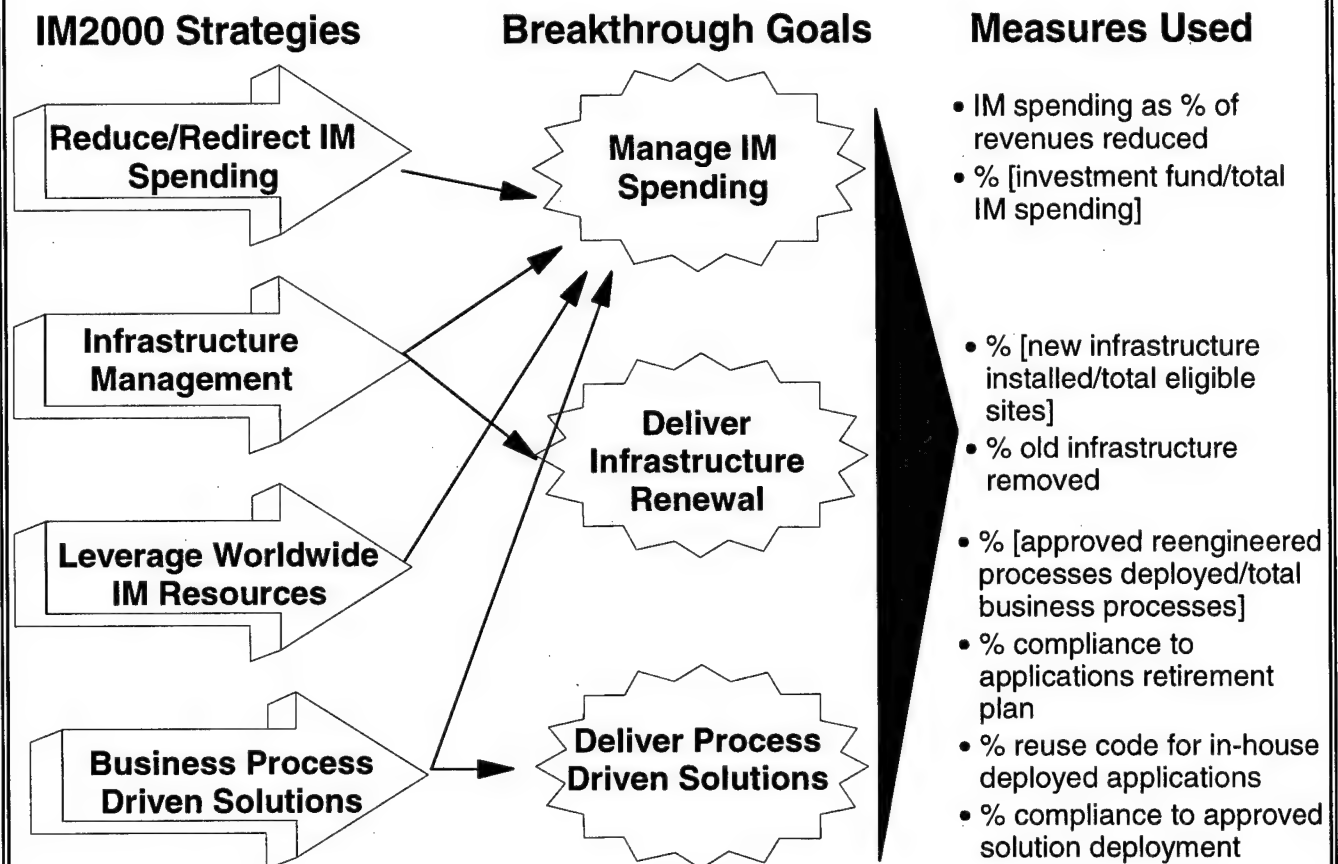 IM2000 Strategies
Breakthrough Goals
Measures Used
Reduce/Redirect IM
Spending
Infrastructure
Management
Leverage Worldwide
IM Resources
Business Process
Driven Solutions
Manage IM
Spending
Deliver
Infrastructure
Renewal
Deliver Process
Driven Solutions
• IM spending as % of
revenues reduced
• % [investment fund/total
IM spending]
• % [new infrastructure
installed/total eligible
sites]
• % old infrastructure
removed
• % [approved reengineered
processes deployed/total
business processes]
• % compliance to
applications retirement
plan
• % reuse code for in-house
deployed applications
• % compliance to approved
solution deployment